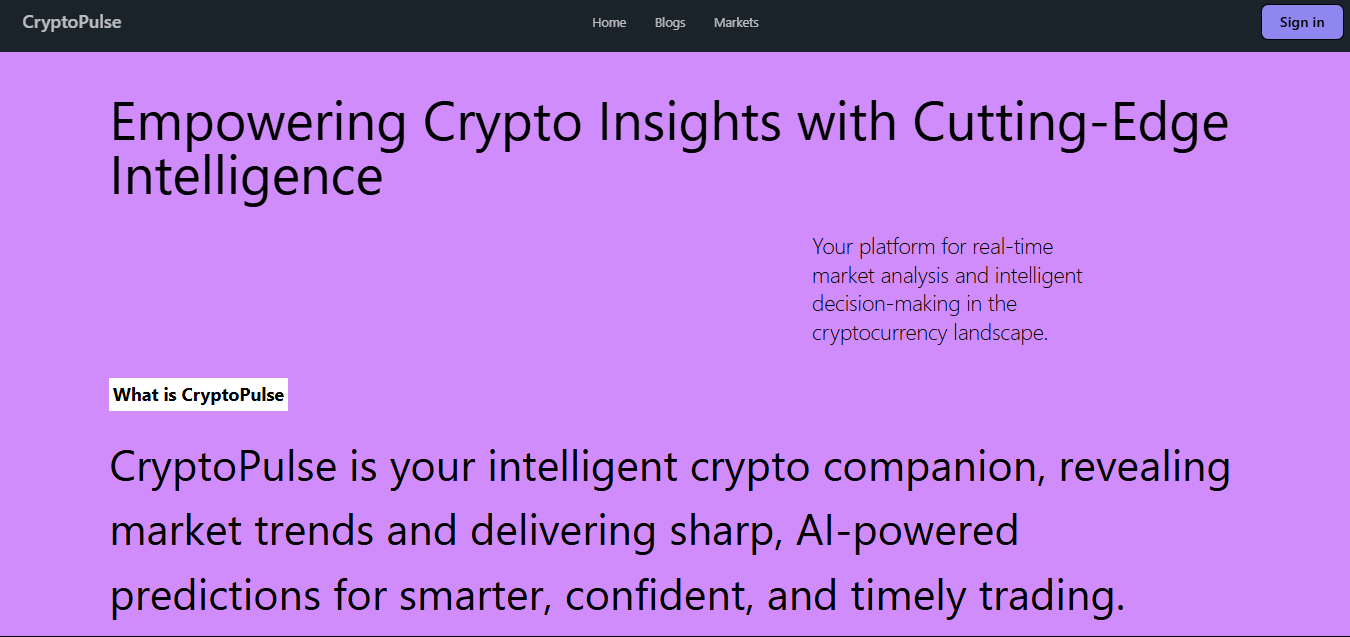 CryptoPulse
Home Blogs Markets
Sign in
Empowering Crypto Insights with Cutting-Edge
Intelligence
Your platform for real-time
market analysis and intelligent
decision-making in the
cryptocurrency landscape.
What is CryptoPulse
CryptoPulse is your intelligent crypto companion, revealing
market trends and delivering sharp, AI-powered
predictions for smarter, confident, and timely trading.